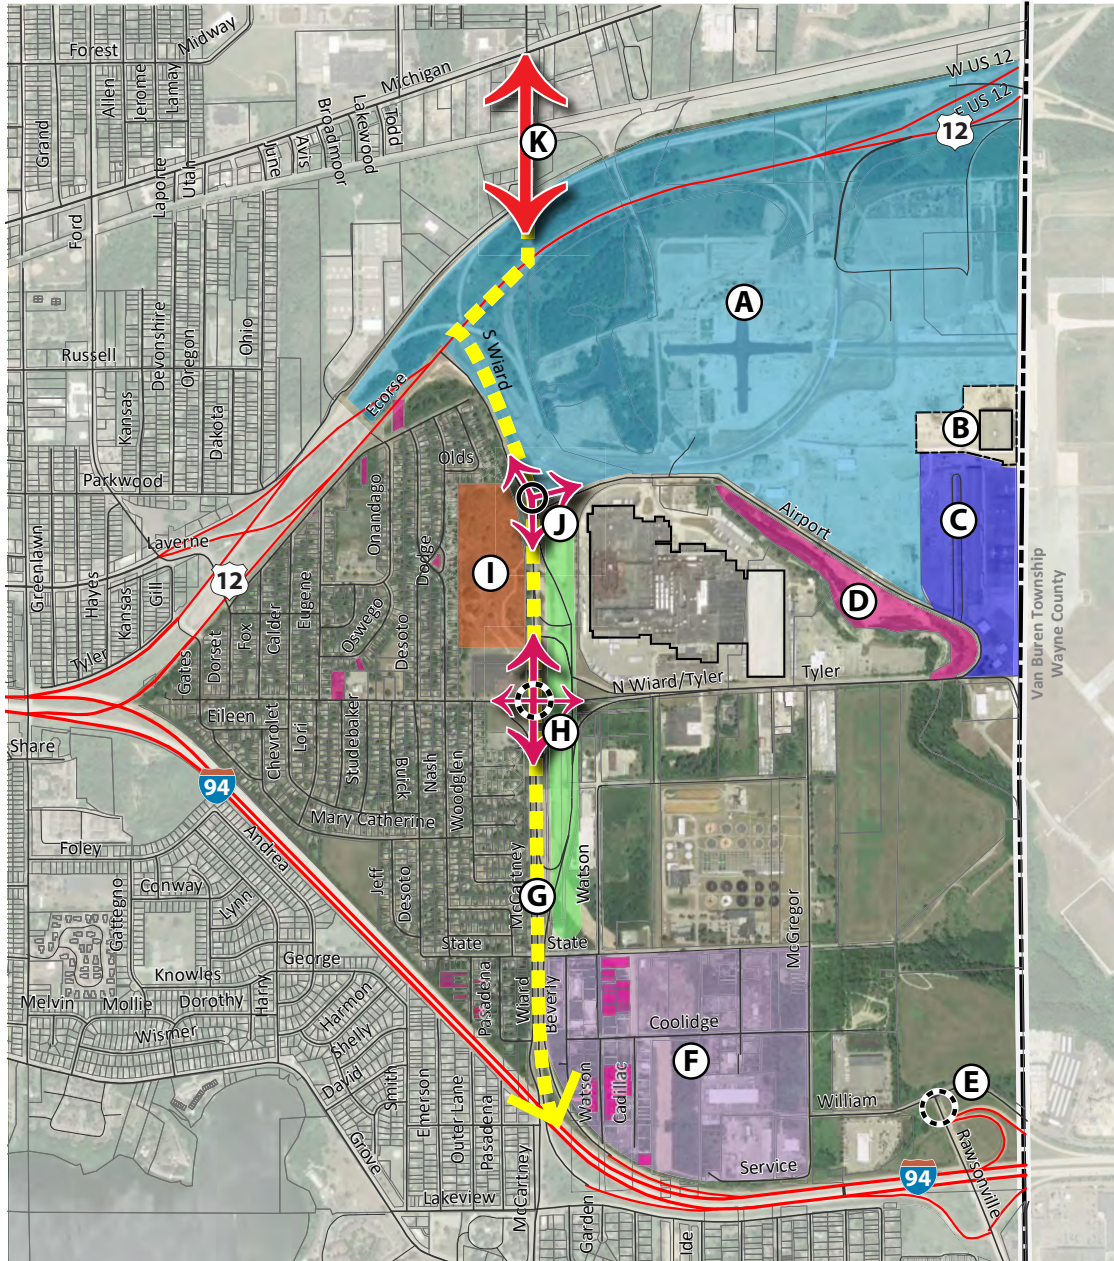 Midway
Forest
Michigan
W US 12
E US 12
12
Grand
Allen
Jerome
Lamay
Broadmoor
Lakewood
Todd
K
June
Avis
Laporte
Utah
Ford
A
Devonshire
Oregon
Ohio
Russell
S Wiard
Ecorse
Kansas
Dakota
B
Olds
Parkwood
Onandago
Airport
J
C
Laverne
Greenlawn
Hayes
Kansas
Gill
12
Dodge
I
Eugene
Calder
Fox
Dorset
Oswego
Desoto
D
Van Buren Township
Wayne County
Tyler
Gates
N Wiard/Tyler
Tyler
Eileen
H
Share
Chevrolet
Lori
Studebaker
Buick
Nash
Woodglen
94
Mary Catherine
Andrea
Foley
Jeff
Desoto
McCartney
Watson
G
Conway
Lynn
Gattegno
State
State
McGregor
George
Knowles
Pasadena
Wiard
Beverly
Melvin
Mollie
Dorothy
Harry
Harmon
Coolidge
Wismer
Shelly
F
David
Smith
Emerson
Outer Lane
Pasadena
Watson
Cadillac
E
William
Grove
Rawsonville
Service
94
Lakeview
McCartney
Garden
Ide